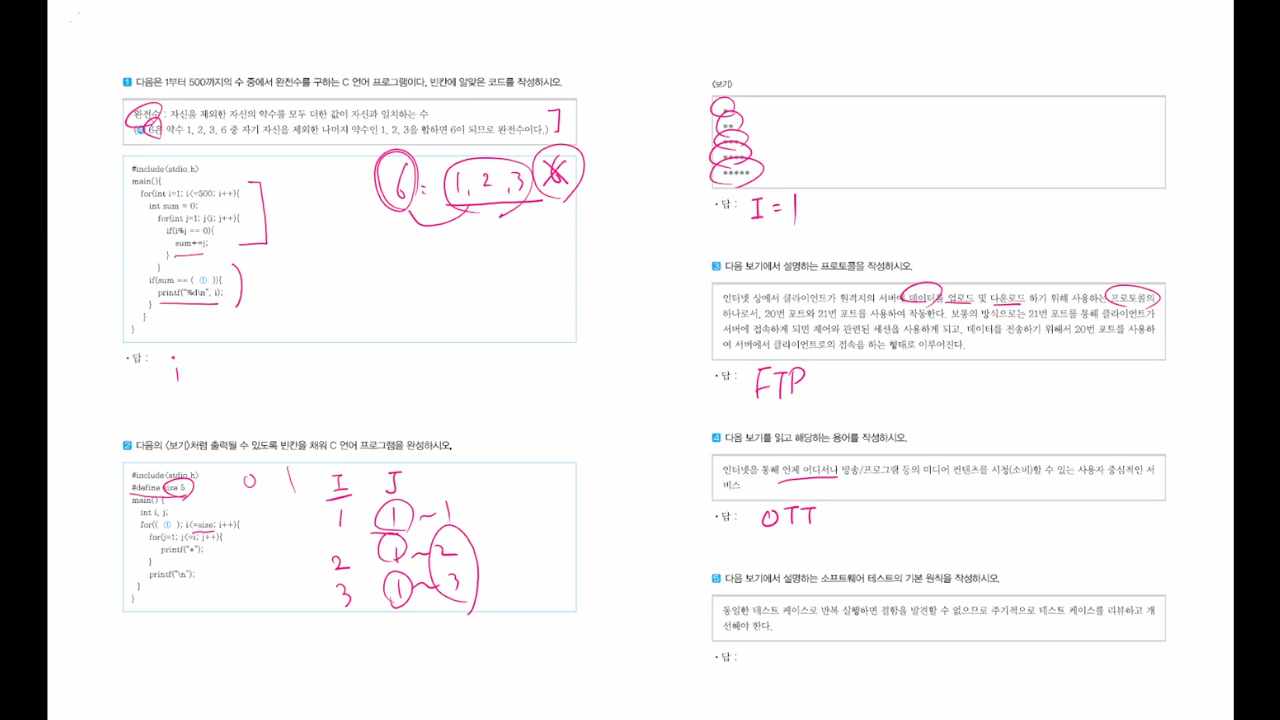 1 다음은 1부터 500까지의 수 중에서 완전수를 구하는 C 언어 프로그램이다. 빈칸에 알맞은 코드를 작성하시오.
완전수 : 자신을 제외한 자신의 약수를 모두 더한 값이 자신과 일치하는 수
6은 약수 1, 2, 3, 6 중 자기 자신을 제외한 나머지 약수인 1, 2, 3을 합하면 6이 되므로 완전수이다.)
#include<stdio.h>
main(){
for(int i=1; i<=500; i++){
int sum = 0;
for(int j=1; j<i; j++){
if(i%j == 0){
sum+=j;
}
}
if(sum == ( ① )){
printf("%d\n", i);
}
}
}
6 : 1, 2, 3 6
• 답 : i
2 다음의 <보기>처럼 출력될 수 있도록 빈칸을 채워 C 언어 프로그램을 완성하시오.
#include<stdio.h>
#define size 5
main() {
int i, j;
for(( ① ); i<=size; i++){
for(j=1; j<=i; j++){
printf("*");
}
printf("\n");
}
}
0 1
I J
1 1 ~ 1
2 1 ~ 2
3 1 ~ 3
<보기>
*
**
***
****
*****
• 답 : I = 1
3 다음 보기에서 설명하는 프로토콜을 작성하시오.
인터넷 상에서 클라이언트가 원격지의 서버에 데이터를 업로드 및 다운로드 하기 위해 사용하는 프로토콜의
하나로서, 20번 포트와 21번 포트를 사용하여 작동한다. 보통의 방식으로는 21번 포트를 통해 클라이언트가
서버에 접속하게 되면 제어와 관련된 세션을 사용하게 되고, 데이터를 전송하기 위해서 20번 포트를 사용하
여 서버에서 클라이언트로의 접속을 하는 형태로 이루어진다.
• 답 : FTP
4 다음 보기를 읽고 해당하는 용어를 작성하시오.
인터넷을 통해 언제 어디서나 방송/프로그램 등의 미디어 컨텐츠를 시청(소비)할 수 있는 사용자 중심적인 서
비스
• 답 : OTT
5 다음 보기에서 설명하는 소프트웨어 테스트의 기본 원칙을 작성하시오.
동일한 테스트 케이스로 반복 실행하면 결함을 발견할 수 없으므로 주기적으로 테스트 케이스를 리뷰하고 개
선해야 한다.
• 답 :